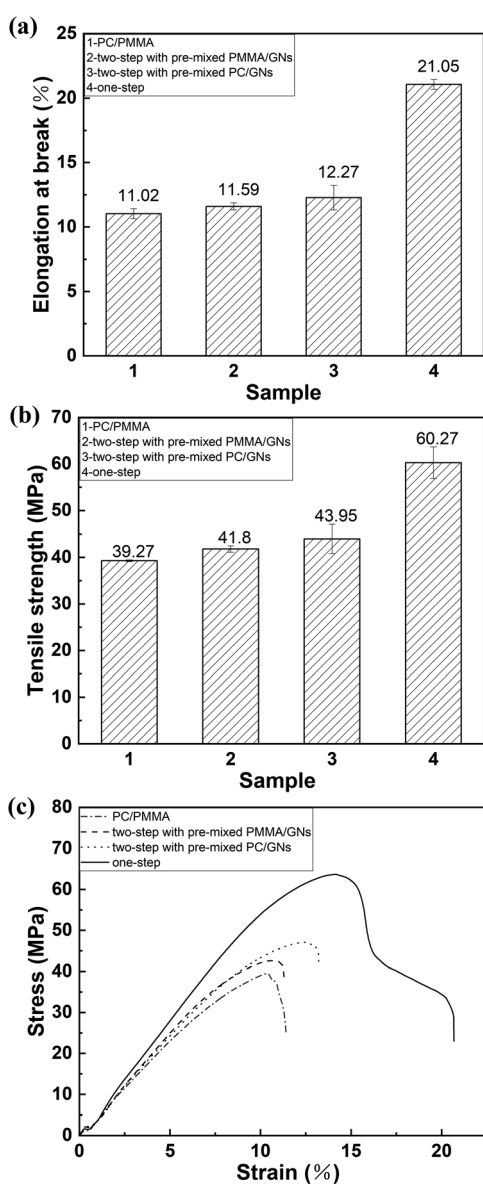 (a)
1-PC/PMMA
2-two-step with pre-mixed PMMA/GNs
3-two-step with pre-mixed PC/GNs
4-one-step
Elongation at break (%)
25
20
15
10
5
0
11.02
11.59
12.27
21.05
1 2 3 4
Sample
(b)
1-PC/PMMA
2-two-step with pre-mixed PMMA/GNs
3-two-step with pre-mixed PC/GNs
4-one-step
Tensile strength (MPa)
70
60
50
40
30
20
10
0
39.27
41.8
43.95
60.27
1 2 3 4
Sample
(c)
PC/PMMA
two-step with pre-mixed PMMA/GNs
two-step with pre-mixed PC/GNs
one-step
Stress (MPa)
80
70
60
50
40
30
20
10
0
0 5 10 15 20
Strain (%)